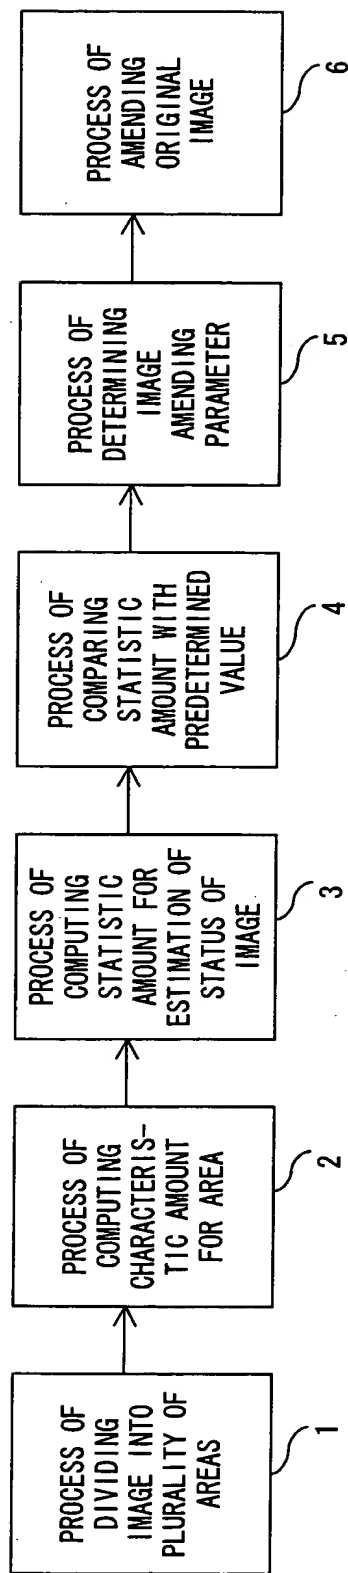 PROCESS OF
DIVIDING
IMAGE INTO
PLURALITY OF
AREAS
1
PROCESS OF
COMPUTING
CHARACTERIS-
TIC AMOUNT
FOR AREA
2
PROCESS OF
COMPUTING
STATISTIC
AMOUNT FOR
ESTIMATION OF
STATUS OF
IMAGE
3
PROCESS OF
COMPARING
STATISTIC
AMOUNT WITH
PREDETERMINED
VALUE
4
PROCESS OF
DETERMINING
IMAGE
AMENDING
PARAMETER
5
PROCESS OF
AMENDING
ORIGINAL
IMAGE
6